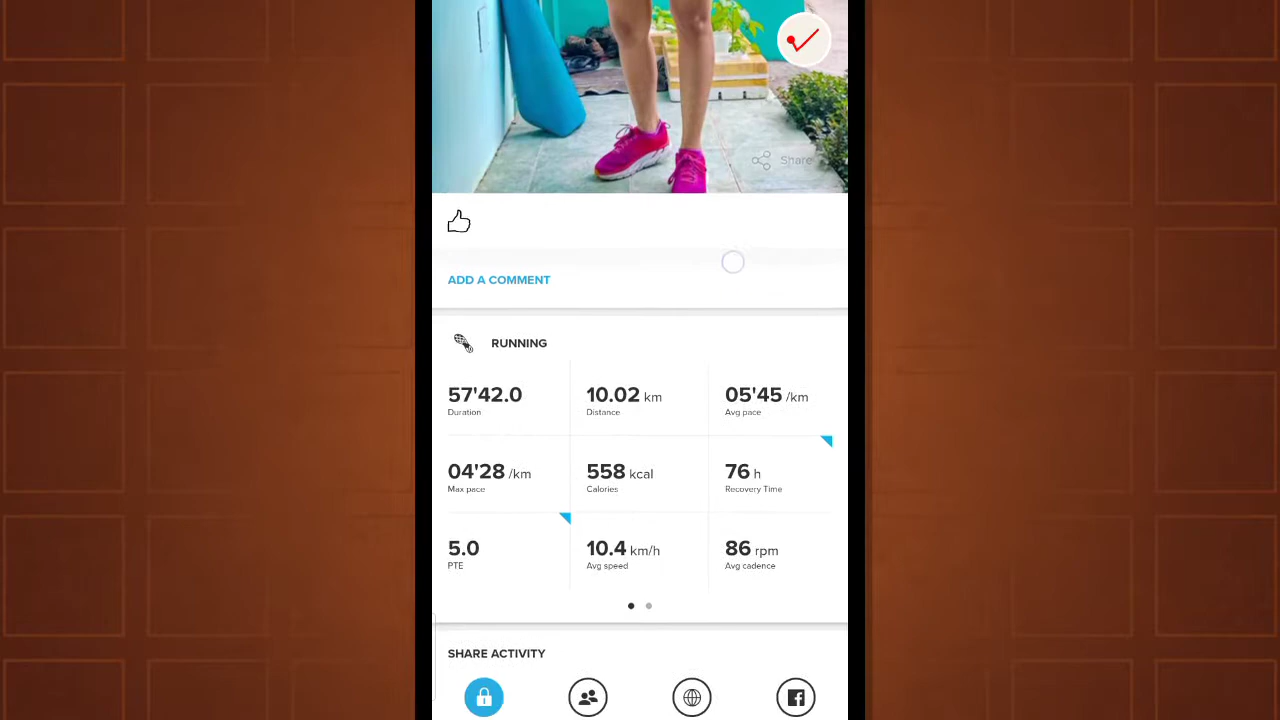 Share
ADD A COMMENT
RUNNING
57'42.0
Duration
10.02 km
Distance
05'45 /km
Avg pace
04'28 /km
Max pace
558 kcal
Calories
76 h
Recovery Time
5.0
PTE
10.4 km/h
Avg speed
86 rpm
Avg cadence
SHARE ACTIVITY